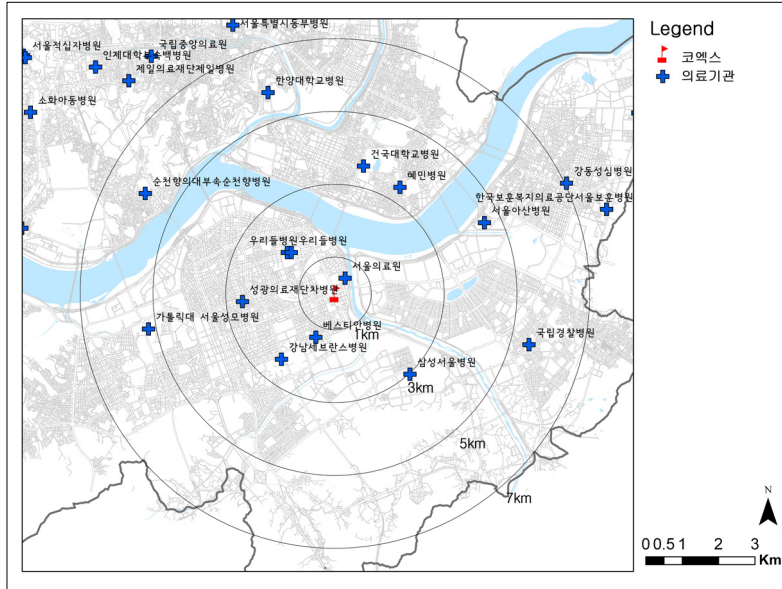 서울특별시동부병원
서울적십자병원
국립중앙의료원
인제대학부속백병원
제일의료재단제일병원
한양대학교병원
소화아동병원
건국대학교병원
혜민병원
강동성심병원
순천향의대부속순천향병원
한국보훈복지의료공단서울보훈병원
서울아산병원
우리들병원우리들병원
서울의료원
성광의료재단차병원
가톨릭대 서울성모병원
베스티안병원
1km
국립경찰병원
강남세브란스병원
삼성서울병원
3km
5km
7km
Legend
코엑스
의료기관
N
0 0.5 1 2 3
Km